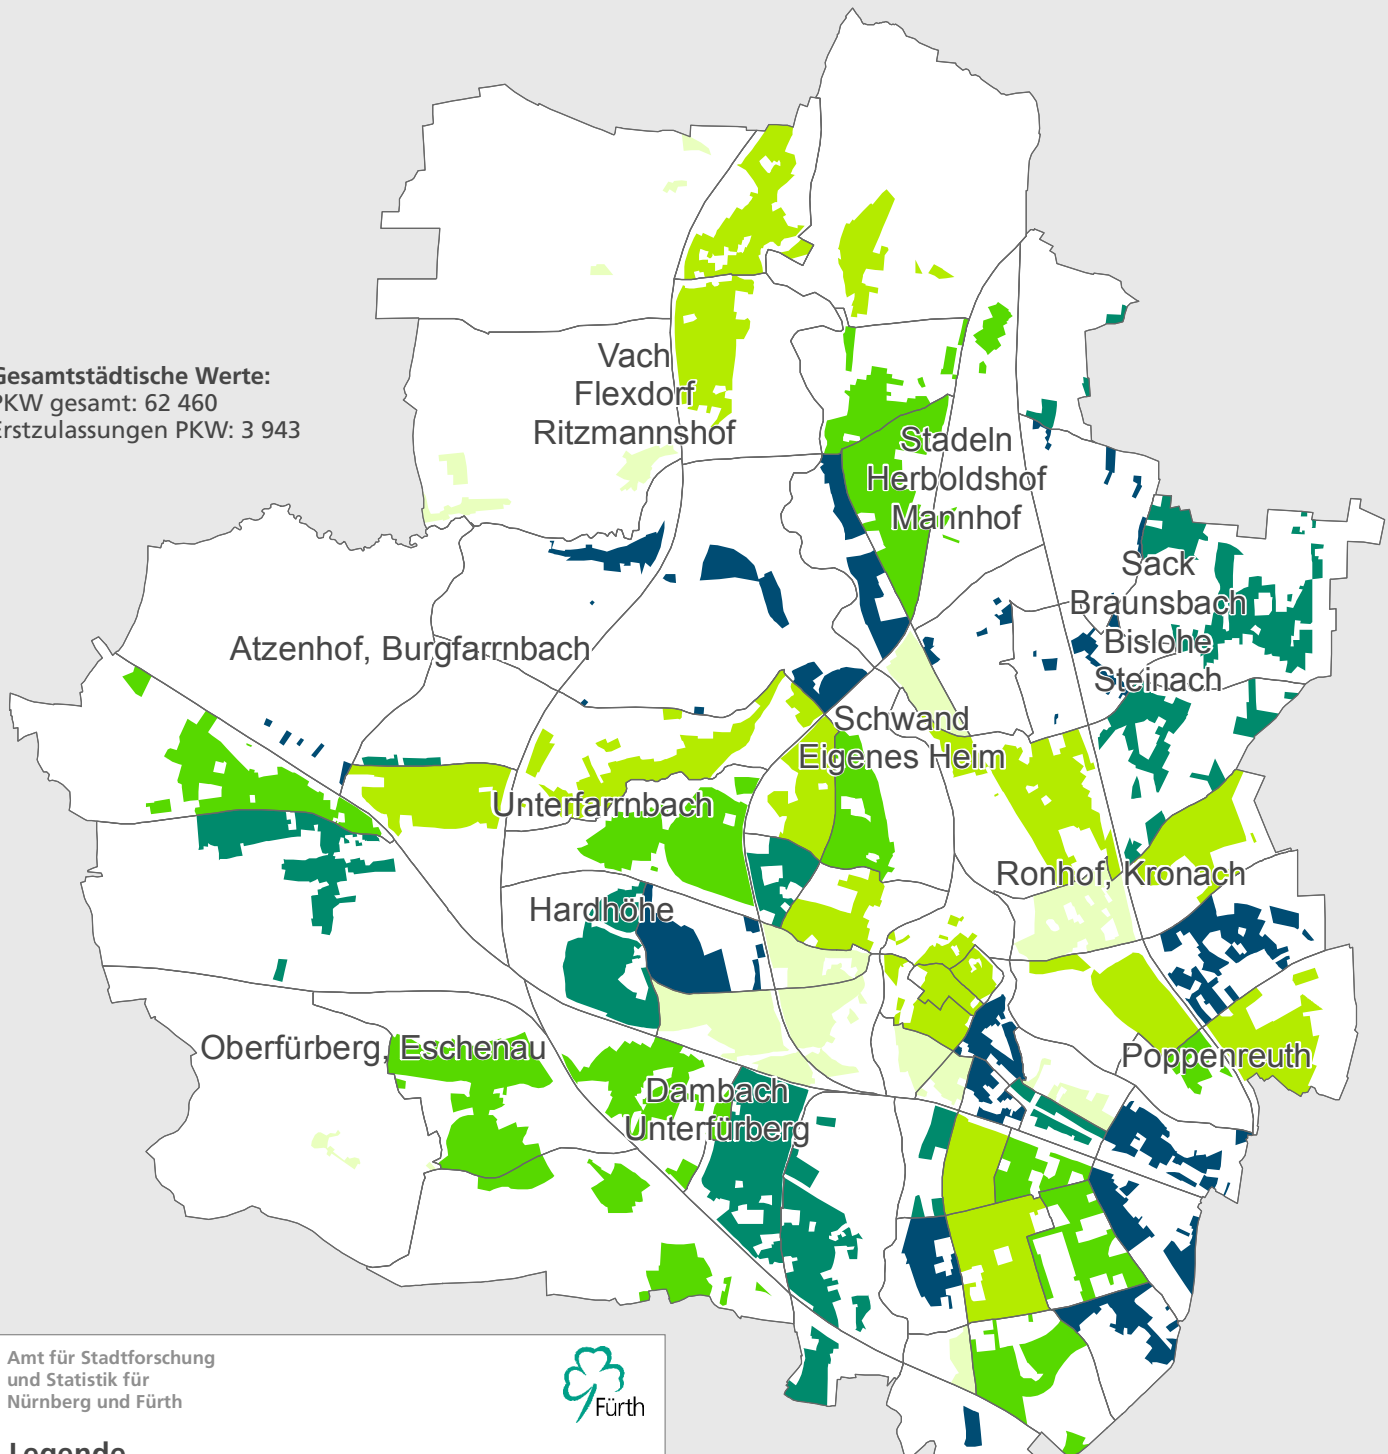 Gesamtstädtische Werte:
PKW gesamt: 62 460
Erstzulassungen PKW: 3 943
Vach
Flexdorf
Ritzmannshof
Stadeln
Herboldshof
Mannhof
Sack
Braunsbach
Bislohe
Steinach
Atzenhof, Burgfarrnbach
Schwand
Eigenes Heim
Unterfarrnbach
Ronhof, Kronach
Hardhöhe
Oberfürberg, Eschenau
Poppenreuth
Dambach
Unterfürberg
Amt für Stadtforschung
und Statistik für
Nürnberg und Fürth
Fürth
Legende